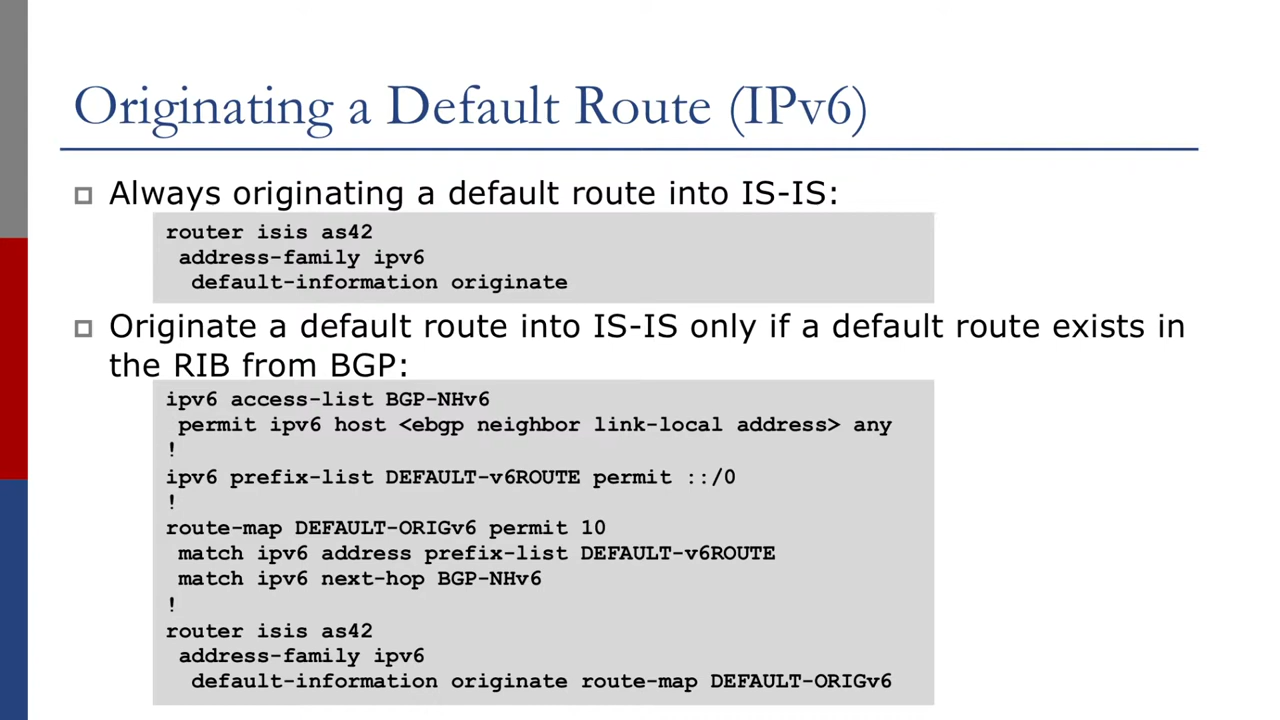 Originating a Default Route (IPv6)
Always originating a default route into IS-IS:
router isis as42
address-family ipv6
default-information originate
Originate a default route into IS-IS only if a default route exists in
the RIB from BGP:
ipv6 access-list BGP-NHv6
permit ipv6 host <ebgp neighbor link-local address> any
!
ipv6 prefix-list DEFAULT-v6ROUTE permit ::/0
!
route-map DEFAULT-ORIGv6 permit 10
match ipv6 address prefix-list DEFAULT-v6ROUTE
match ipv6 next-hop BGP-NHv6
!
router isis as42
address-family ipv6
default-information originate route-map DEFAULT-ORIGv6